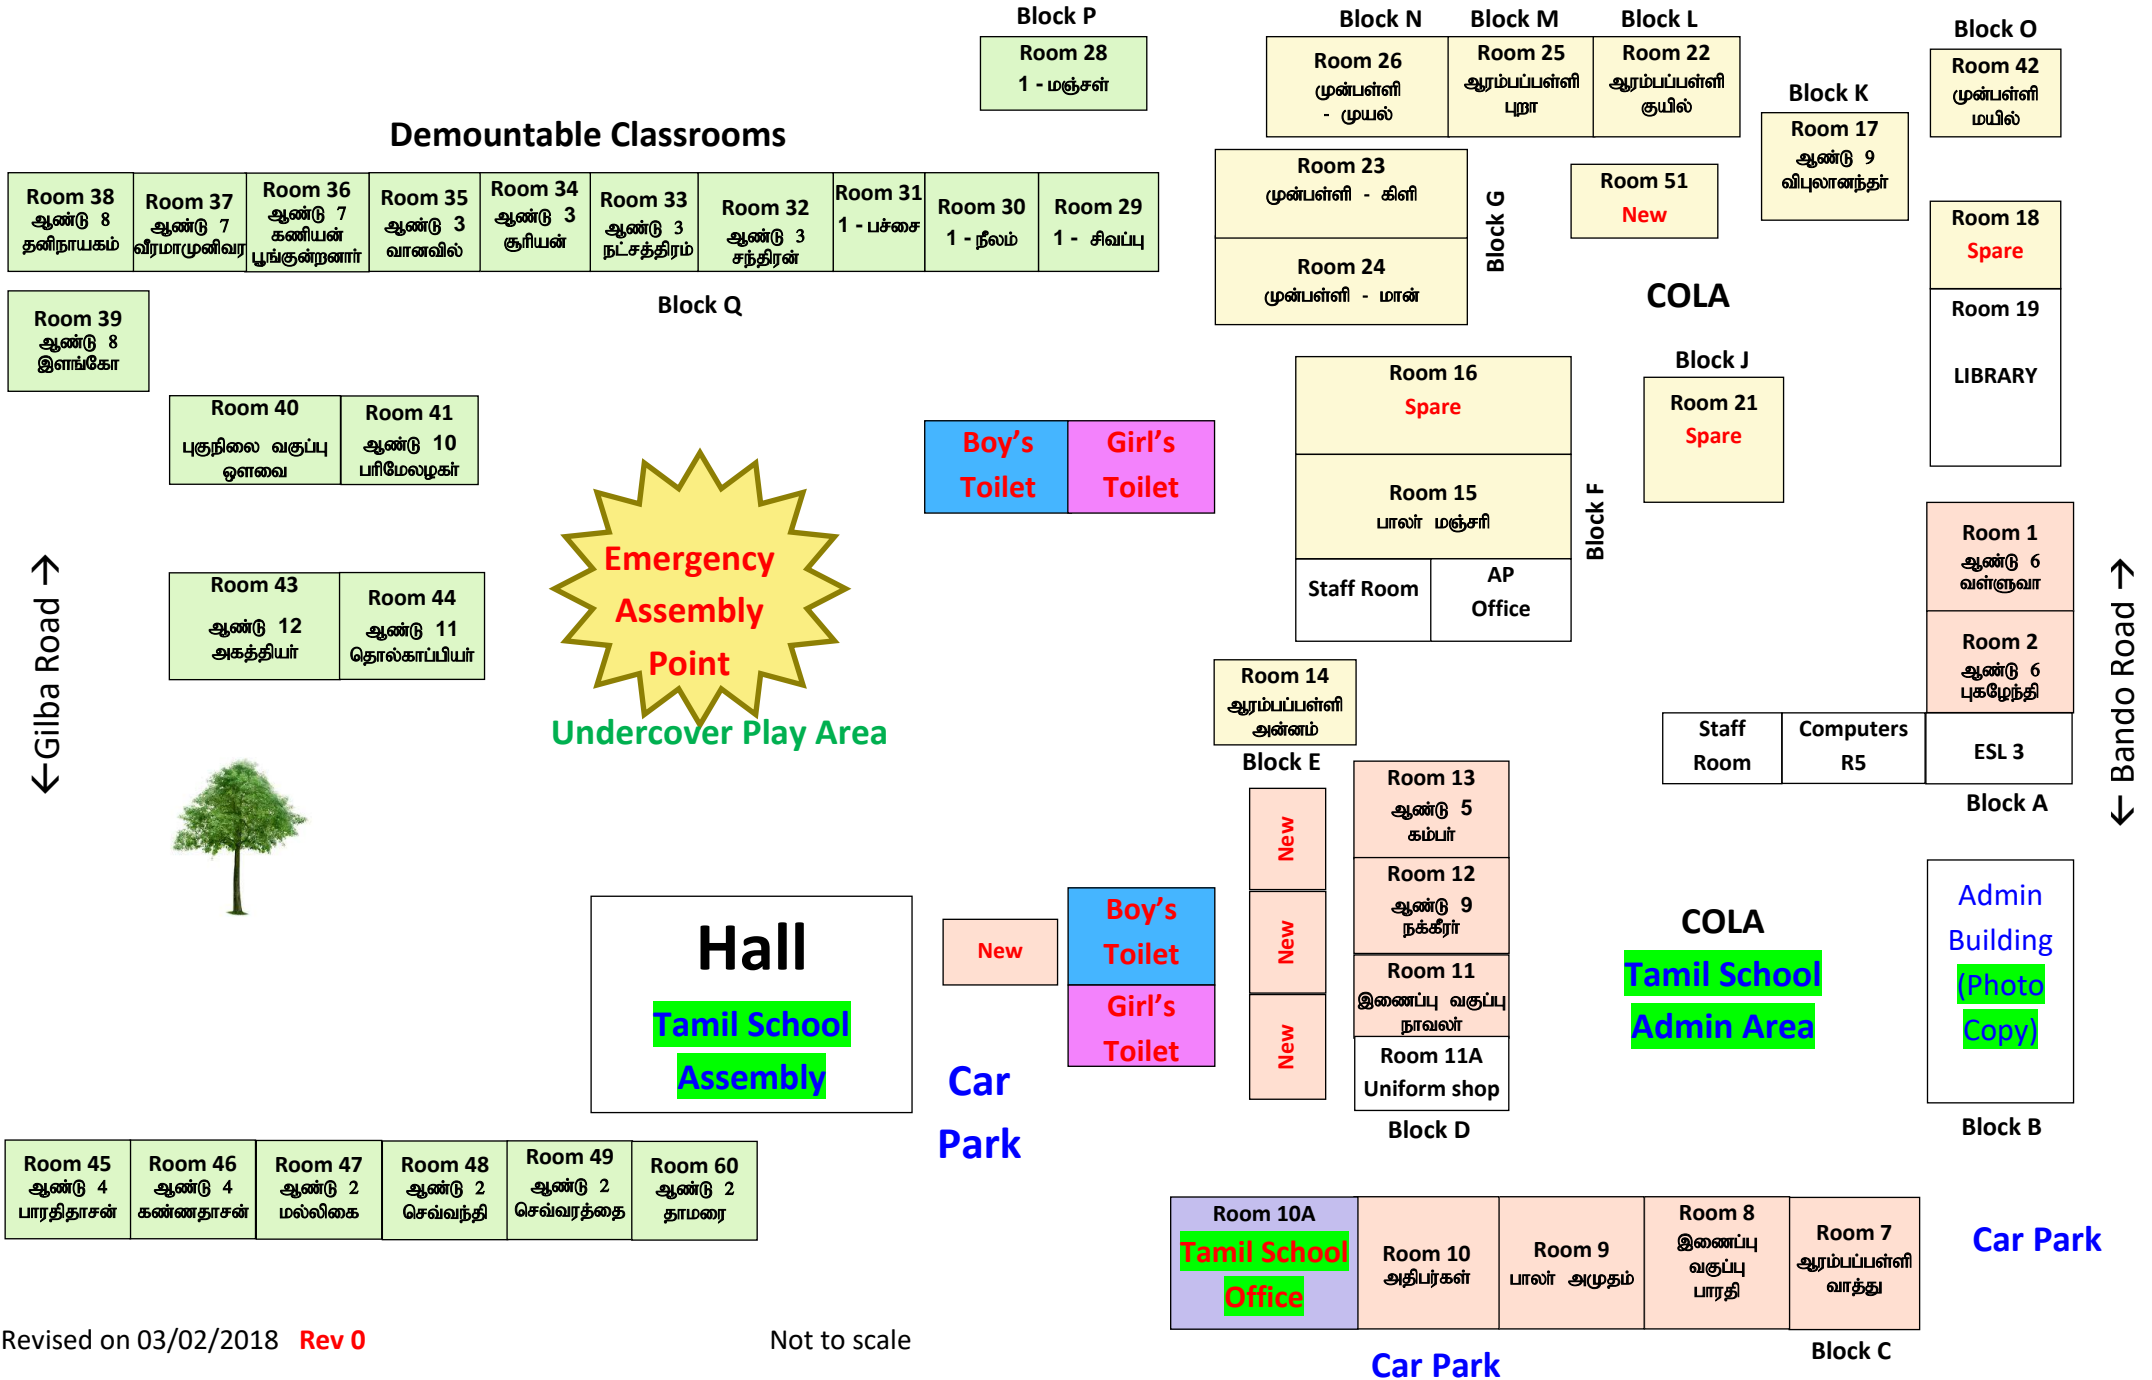 Block P
Room 28
1 - மஞ்சள்
Block N
Block M
Block L
Room 26
முன்பள்ளி
- முயல்
Room 25
ஆரம்பப்பள்ளி
புறா
Room 22
ஆரம்பப்பள்ளி
குயில்
Block K
Room 17
ஆண்டு 9
விபுலானந்தர்
Block O
Room 42
முன்பள்ளி
மயில்
Demountable Classrooms
Room 38
ஆண்டு 8
தனிநாயகம்
Room 37
ஆண்டு 7
வீரமாமுனிவர
Room 36
ஆண்டு 7
கணியன்
பூங்குன்றனார்
Room 35
ஆண்டு 3
வானவில்
Room 34
ஆண்டு 3
சூரியன்
Room 33
ஆண்டு 3
நட்சத்திரம்
Room 32
ஆண்டு 3
சந்திரன்
Room 31
1 - பச்சை
Room 30
1 - நீலம்
Room 29
1 - சிவப்பு
Block Q
Room 23
முன்பள்ளி - கிளி
Room 24
முன்பள்ளி - மான்
Block G
Room 51
New
COLA
Room 18
Spare
Room 19
LIBRARY
Room 39
ஆண்டு 8
இளங்கோ
Room 40
புகுநிலை வகுப்பு
ஒளவை
Room 41
ஆண்டு 10
பரிமேலழகர்
Boy's
Toilet
Girl's
Toilet
Room 16
Spare
Room 15
பாலர் மஞ்சரி
Staff Room
AP
Office
Block F
Block J
Room 21
Spare
Room 1
ஆண்டு 6
வள்ளுவா
Room 2
ஆண்டு 6
புகழேந்தி
Staff
Room
Computers
R5
ESL 3
Block A
←Gilba Road →
← Bando Road →
Room 43
ஆண்டு 12
அகத்தியர்
Room 44
ஆண்டு 11
தொல்காப்பியர்
Emergency
Assembly
Point
Undercover Play Area
Room 14
ஆரம்பப்பள்ளி
அன்னம்
Block E
New
New
New
Room 13
ஆண்டு 5
கம்பர்
Room 12
ஆண்டு 9
நக்கீரர்
Room 11
இணைப்பு வகுப்பு
நாவலர்
Room 11A
Uniform shop
Block D
Hall
Tamil School
Assembly
New
Boy's
Toilet
Girl's
Toilet
Car
Park
COLA
Tamil School
Admin Area
Admin
Building
(Photo
Copy)
Block B
Room 45
ஆண்டு 4
பாரதிதாசன்
Room 46
ஆண்டு 4
கண்ணதாசன்
Room 47
ஆண்டு 2
மல்லிகை
Room 48
ஆண்டு 2
செவ்வந்தி
Room 49
ஆண்டு 2
செவ்வரத்தை
Room 60
ஆண்டு 2
தாமரை
Room 10A
Tamil School
Office
Room 10
அதிபர்கள்
Room 9
பாலர் அமுதம்
Room 8
இணைப்பு
வகுப்பு
பாரதி
Room 7
ஆரம்பப்பள்ளி
வாத்து
Car Park
Block C
Car Park
Revised on 03/02/2018 Rev 0
Not to scale